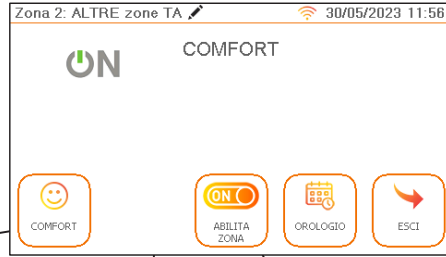 Zona 2: ALTRE zone TA 30/05/2023 11:56
COMFORT
ON
ON
COMFORT
ABILITA
ZONA
OROLOGIO
ESCI